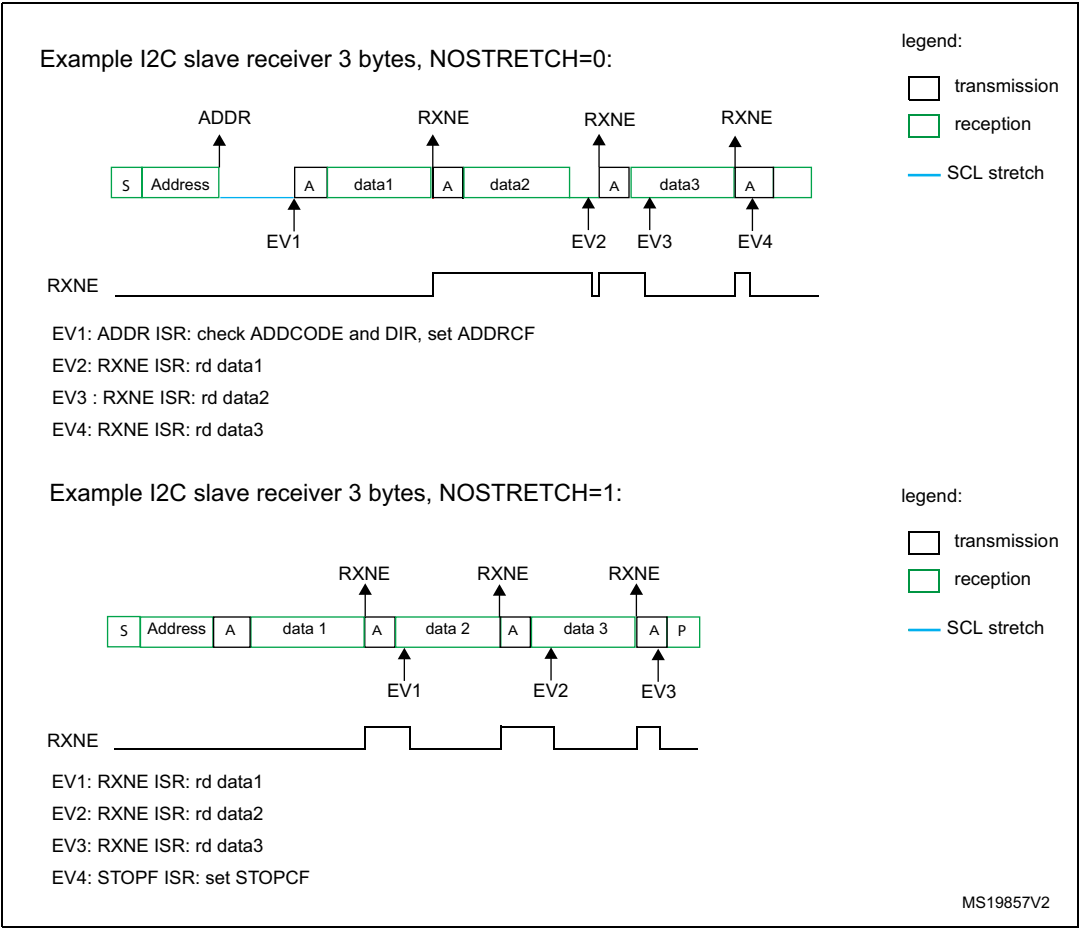 Example I2C slave receiver 3 bytes, NOSTRETCH=0:
legend:
transmission
reception
SCL stretch
ADDR RXNE RXNE RXNE
S Address A data1 A data2 A data3 A
EV1 EV2 EV3 EV4
RXNE
EV1: ADDR ISR: check ADDCODE and DIR, set ADDRCF
EV2: RXNE ISR: rd data1
EV3 : RXNE ISR: rd data2
EV4: RXNE ISR: rd data3
Example I2C slave receiver 3 bytes, NOSTRETCH=1:
legend:
transmission
reception
SCL stretch
RXNE RXNE RXNE
S Address A data 1 A data 2 A data 3 A P
EV1 EV2 EV3
RXNE
EV1: RXNE ISR: rd data1
EV2: RXNE ISR: rd data2
EV3: RXNE ISR: rd data3
EV4: STOPF ISR: set STOPCF
MS19857V2